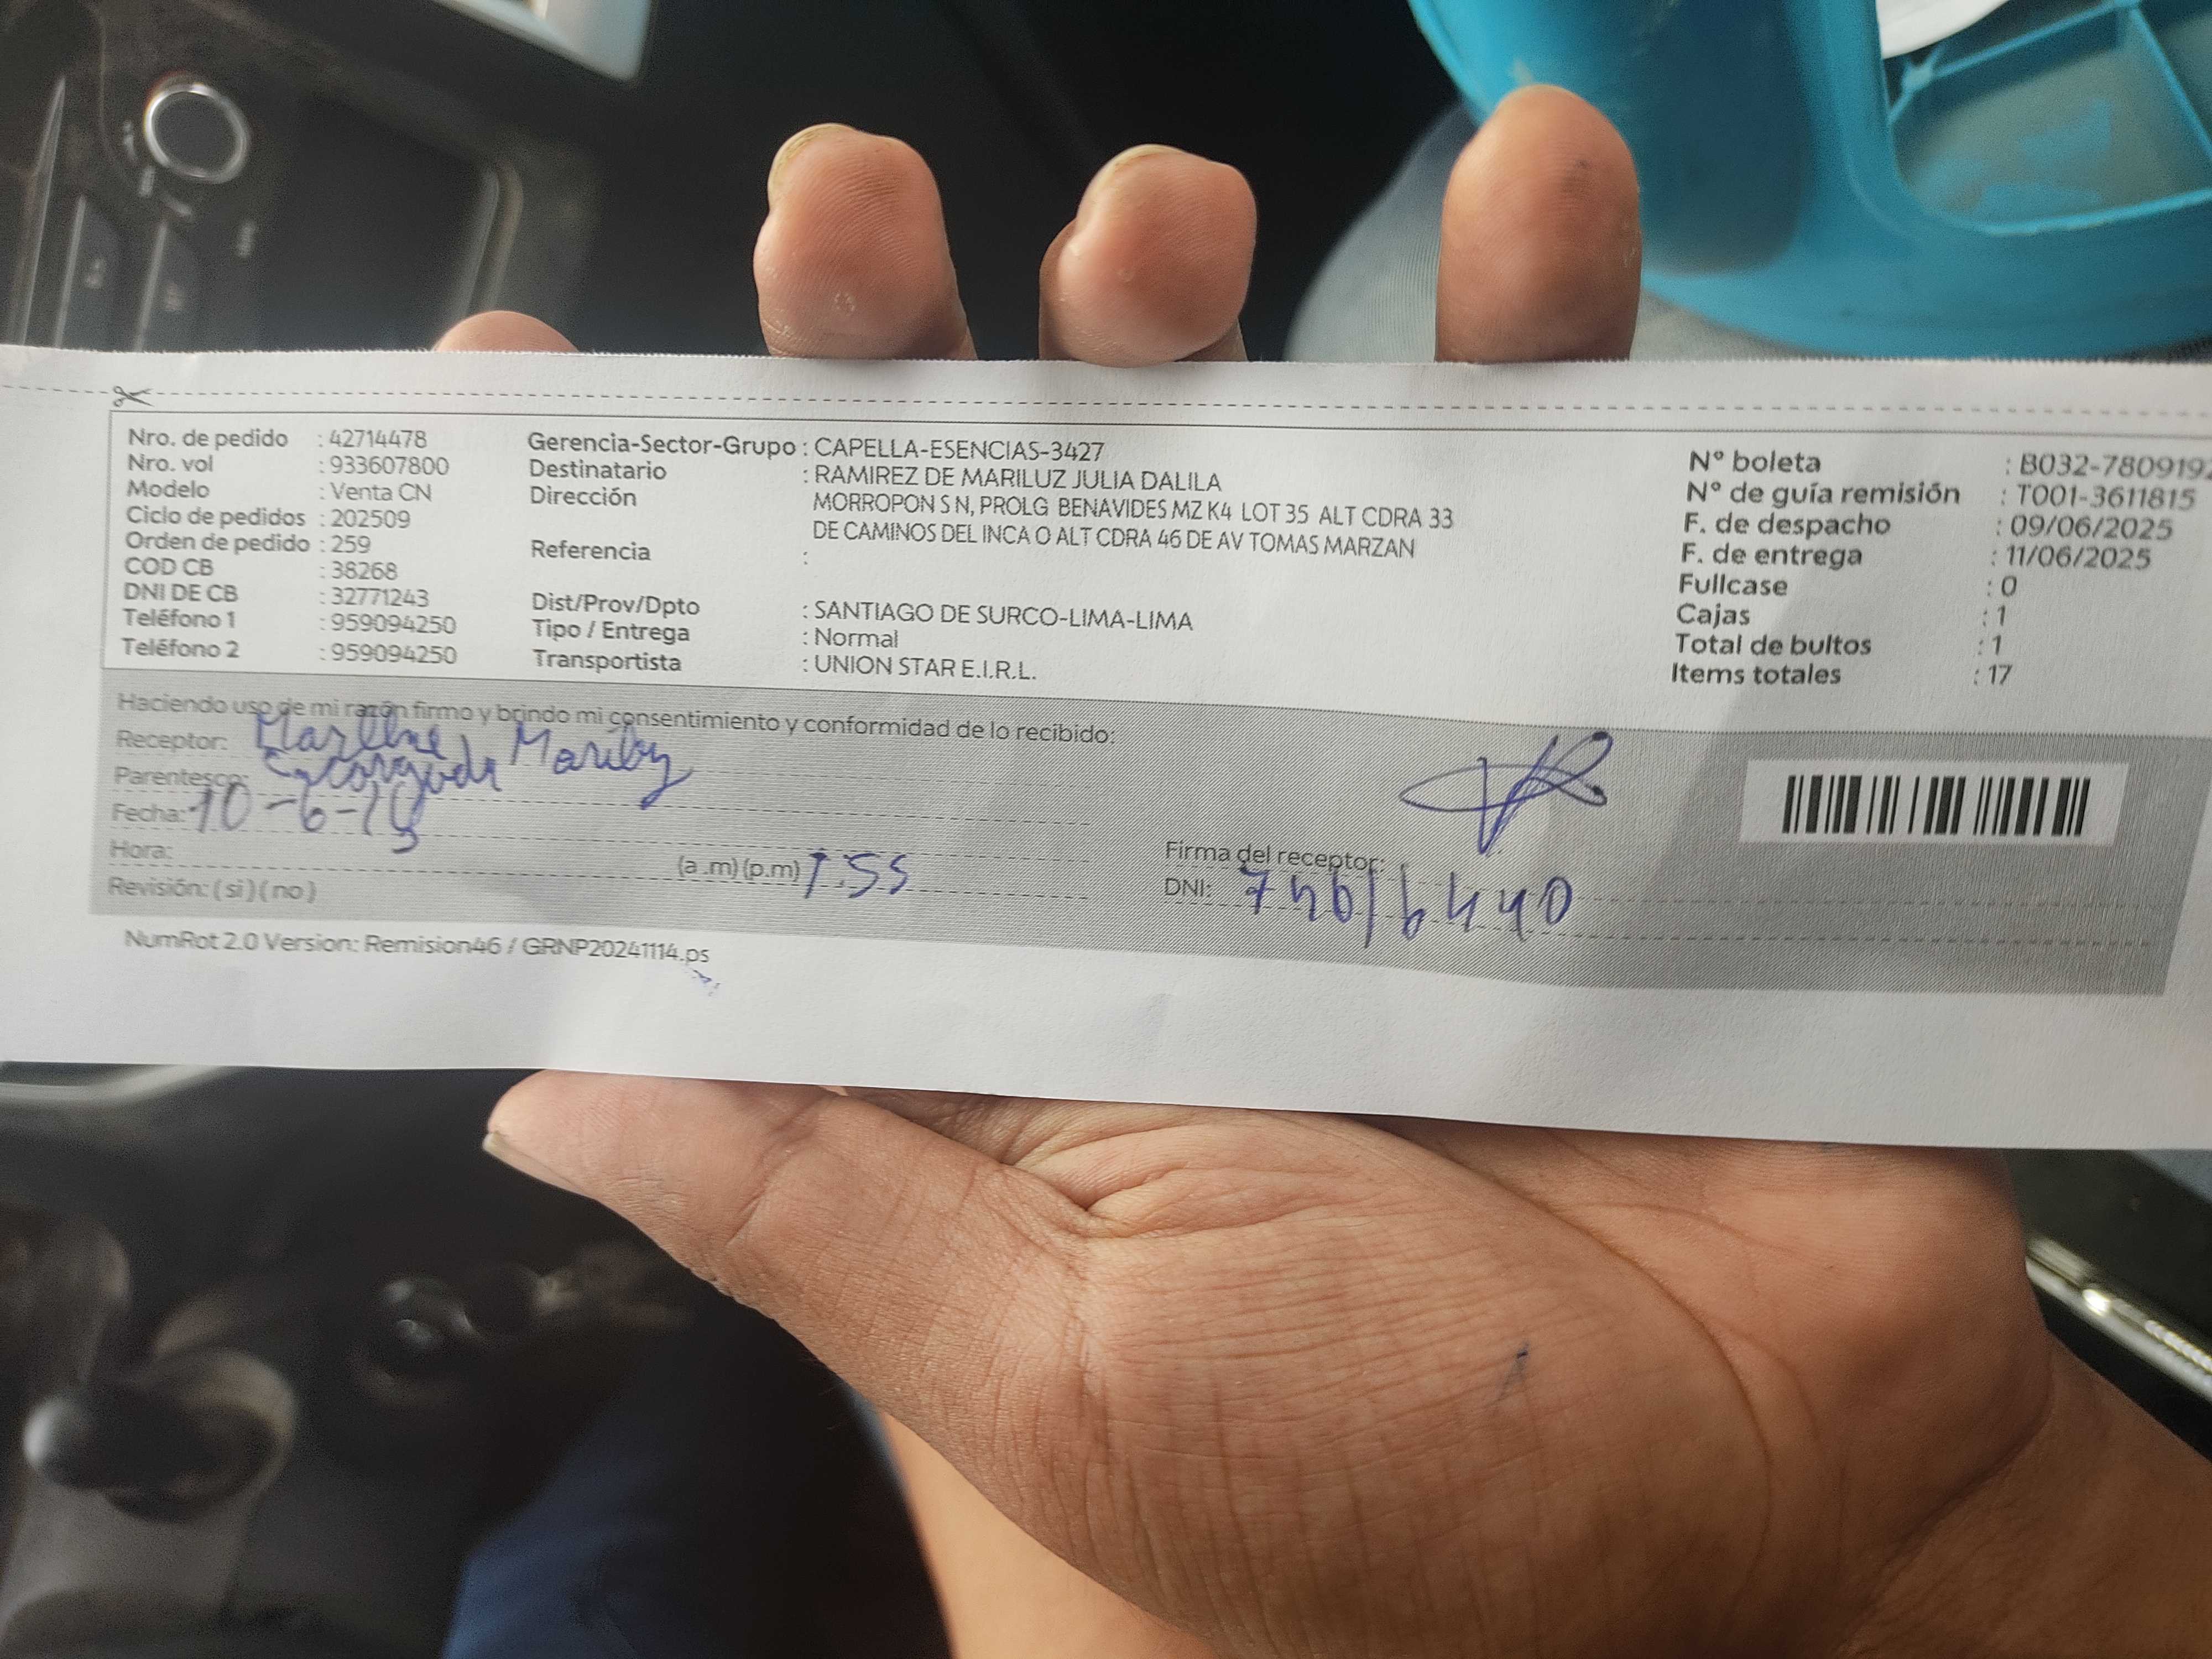 Nro. de pedido : 42714478
Nro. vol : 933607800
Modelo : Venta CN
Ciclo de pedidos : 202509
Orden de pedido : 259
COD CB : 38268
DNI DE CB : 32771243
Teléfono 1 : 959094250
Teléfono 2 : 959094250
Gerencia-Sector-Grupo : CAPELLA-ESENCIAS-3427
Destinatario : RAMIREZ DE MARILUZ JULIA DALILA
Dirección MORROPON S N, PROLG BENAVIDES MZ K4 LOT 35 ALT CDRA 33
DE CAMINOS DEL INCA O ALT CDRA 46 DE AV TOMAS MARZAN
Referencia :
Dist/Prov/Dpto : SANTIAGO DE SURCO-LIMA-LIMA
Tipo / Entrega : Normal
Transportista : UNION STAR E.I.R.L.
N° boleta : B032-7809192
N° de guía remisión : T001-3611815
F. de despacho : 09/06/2025
F. de entrega : 11/06/2025
Fullcase : 0
Cajas : 1
Total de bultos : 1
Items totales : 17
Haciendo uso de mi razón firmo y brindo mi consentimiento y conformidad de lo recibido:
Receptor:
Parentesco:
Fecha: 10-6-
Hora: (a.m) (p.m)
Revisión: ( si ) ( no )
Firma del receptor:
DNI:
NumRot 2.0 Version: Remision46 / GRNP20241114.ps